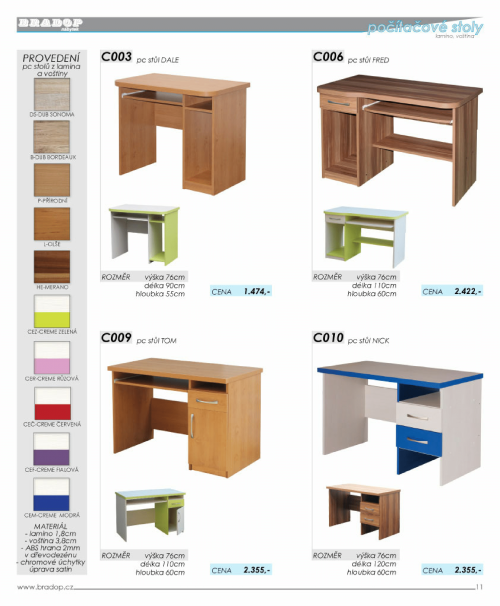 BRADOP
nábytek
počítačové stoly
lamino, voština
PROVEDENÍ
pc stolů z lamina
a voštiny
DS-DUB SONOMA
B-DUB BORDEAUX
P-PŘÍRODNÍ
L-OLŠE
ME-MERANO
CEZ-CREME ZELENÁ
CER-CREME RŮZOVÁ
CEČ-CREME ČERVENÁ
CEF-CREME FIALOVÁ
CEM-CREME MODRÁ
MATERIÁL
- lamino 1,8cm
- voština 3,8cm
- ABS hrana 2mm
v dřevodezénu
- chromové úchytky
úprava satin
C003 pc stůl DALE
ROZMĚR výška 76cm
délka 90cm
hloubka 55cm
CENA 1.474,-
C006 pc stůl FRED
ROZMĚR výška 76cm
délka 110cm
hloubka 60cm
CENA 2.422,-
C009 pc stůl TOM
ROZMĚR výška 76cm
délka 110cm
hloubka 60cm
CENA 2.355,-
C010 pc stůl NICK
ROZMĚR výška 76cm
délka 120cm
hloubka 60cm
CENA 2.355,-
www.bradop.cz
11